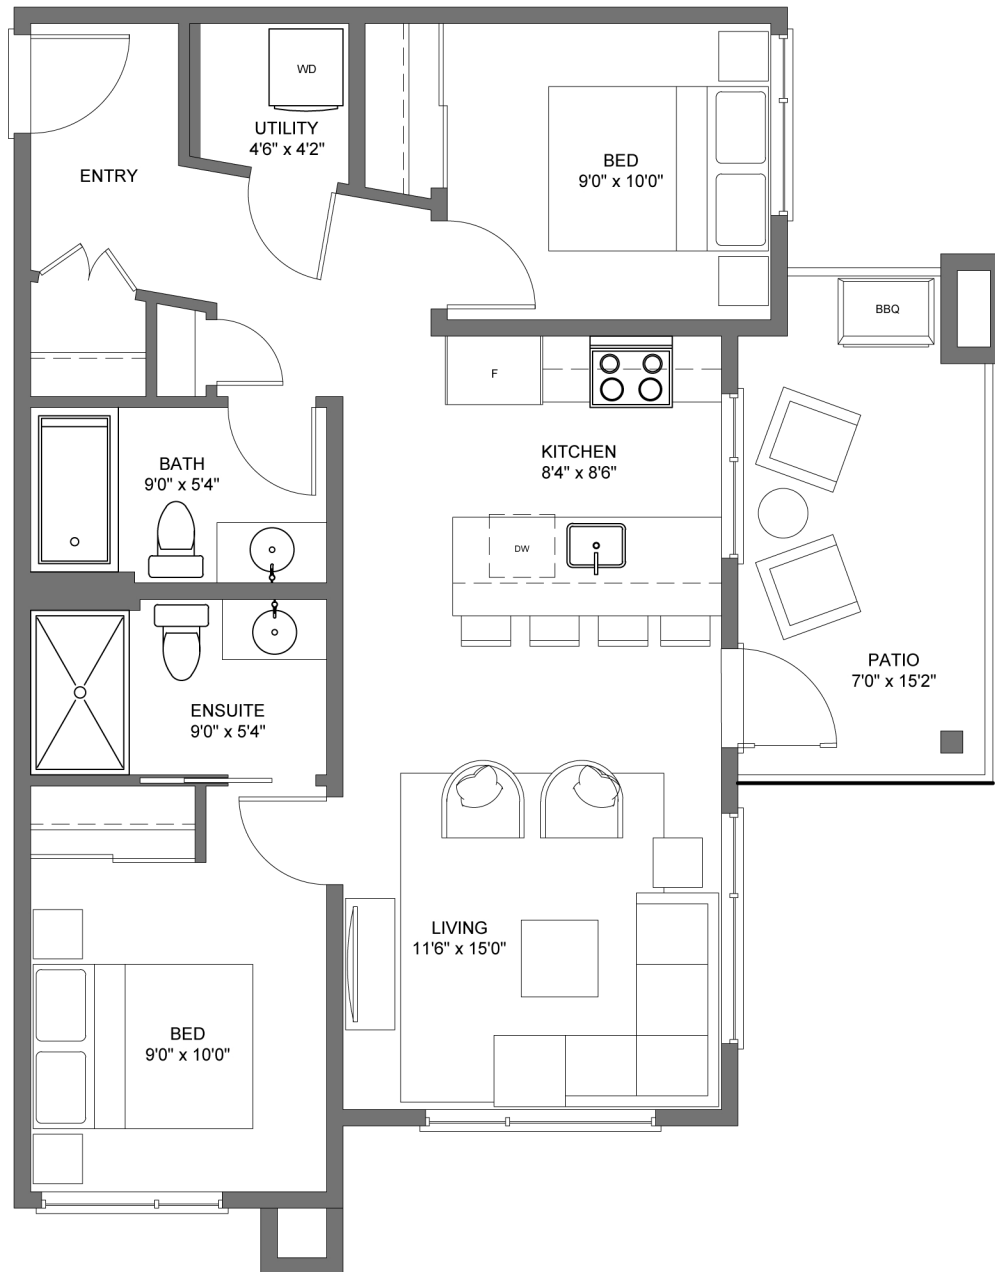 WD
UTILITY
4'6" x 4'2"
ENTRY
BED
9'0" x 10'0"
BBQ
F
KITCHEN
8'4" x 8'6"
BATH
9'0" x 5'4"
DW
PATIO
7'0" x 15'2"
ENSUITE
9'0" x 5'4"
LIVING
11'6" x 15'0"
BED
9'0" x 10'0"